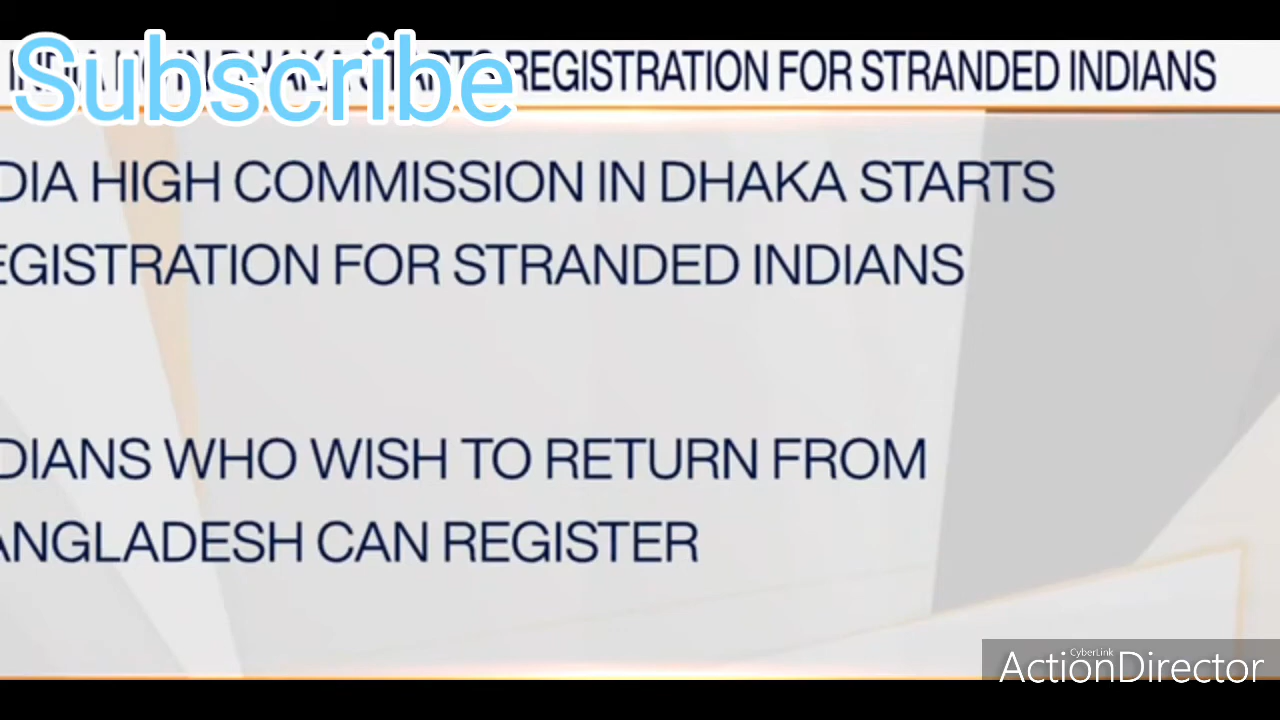 Subscribe
REGISTRATION FOR STRANDED INDIANS
DIA HIGH COMMISSION IN DHAKA STARTS
EGISTRATION FOR STRANDED INDIANS
DIANS WHO WISH TO RETURN FROM
ANGLADESH CAN REGISTER
CyberLink
ActionDirector